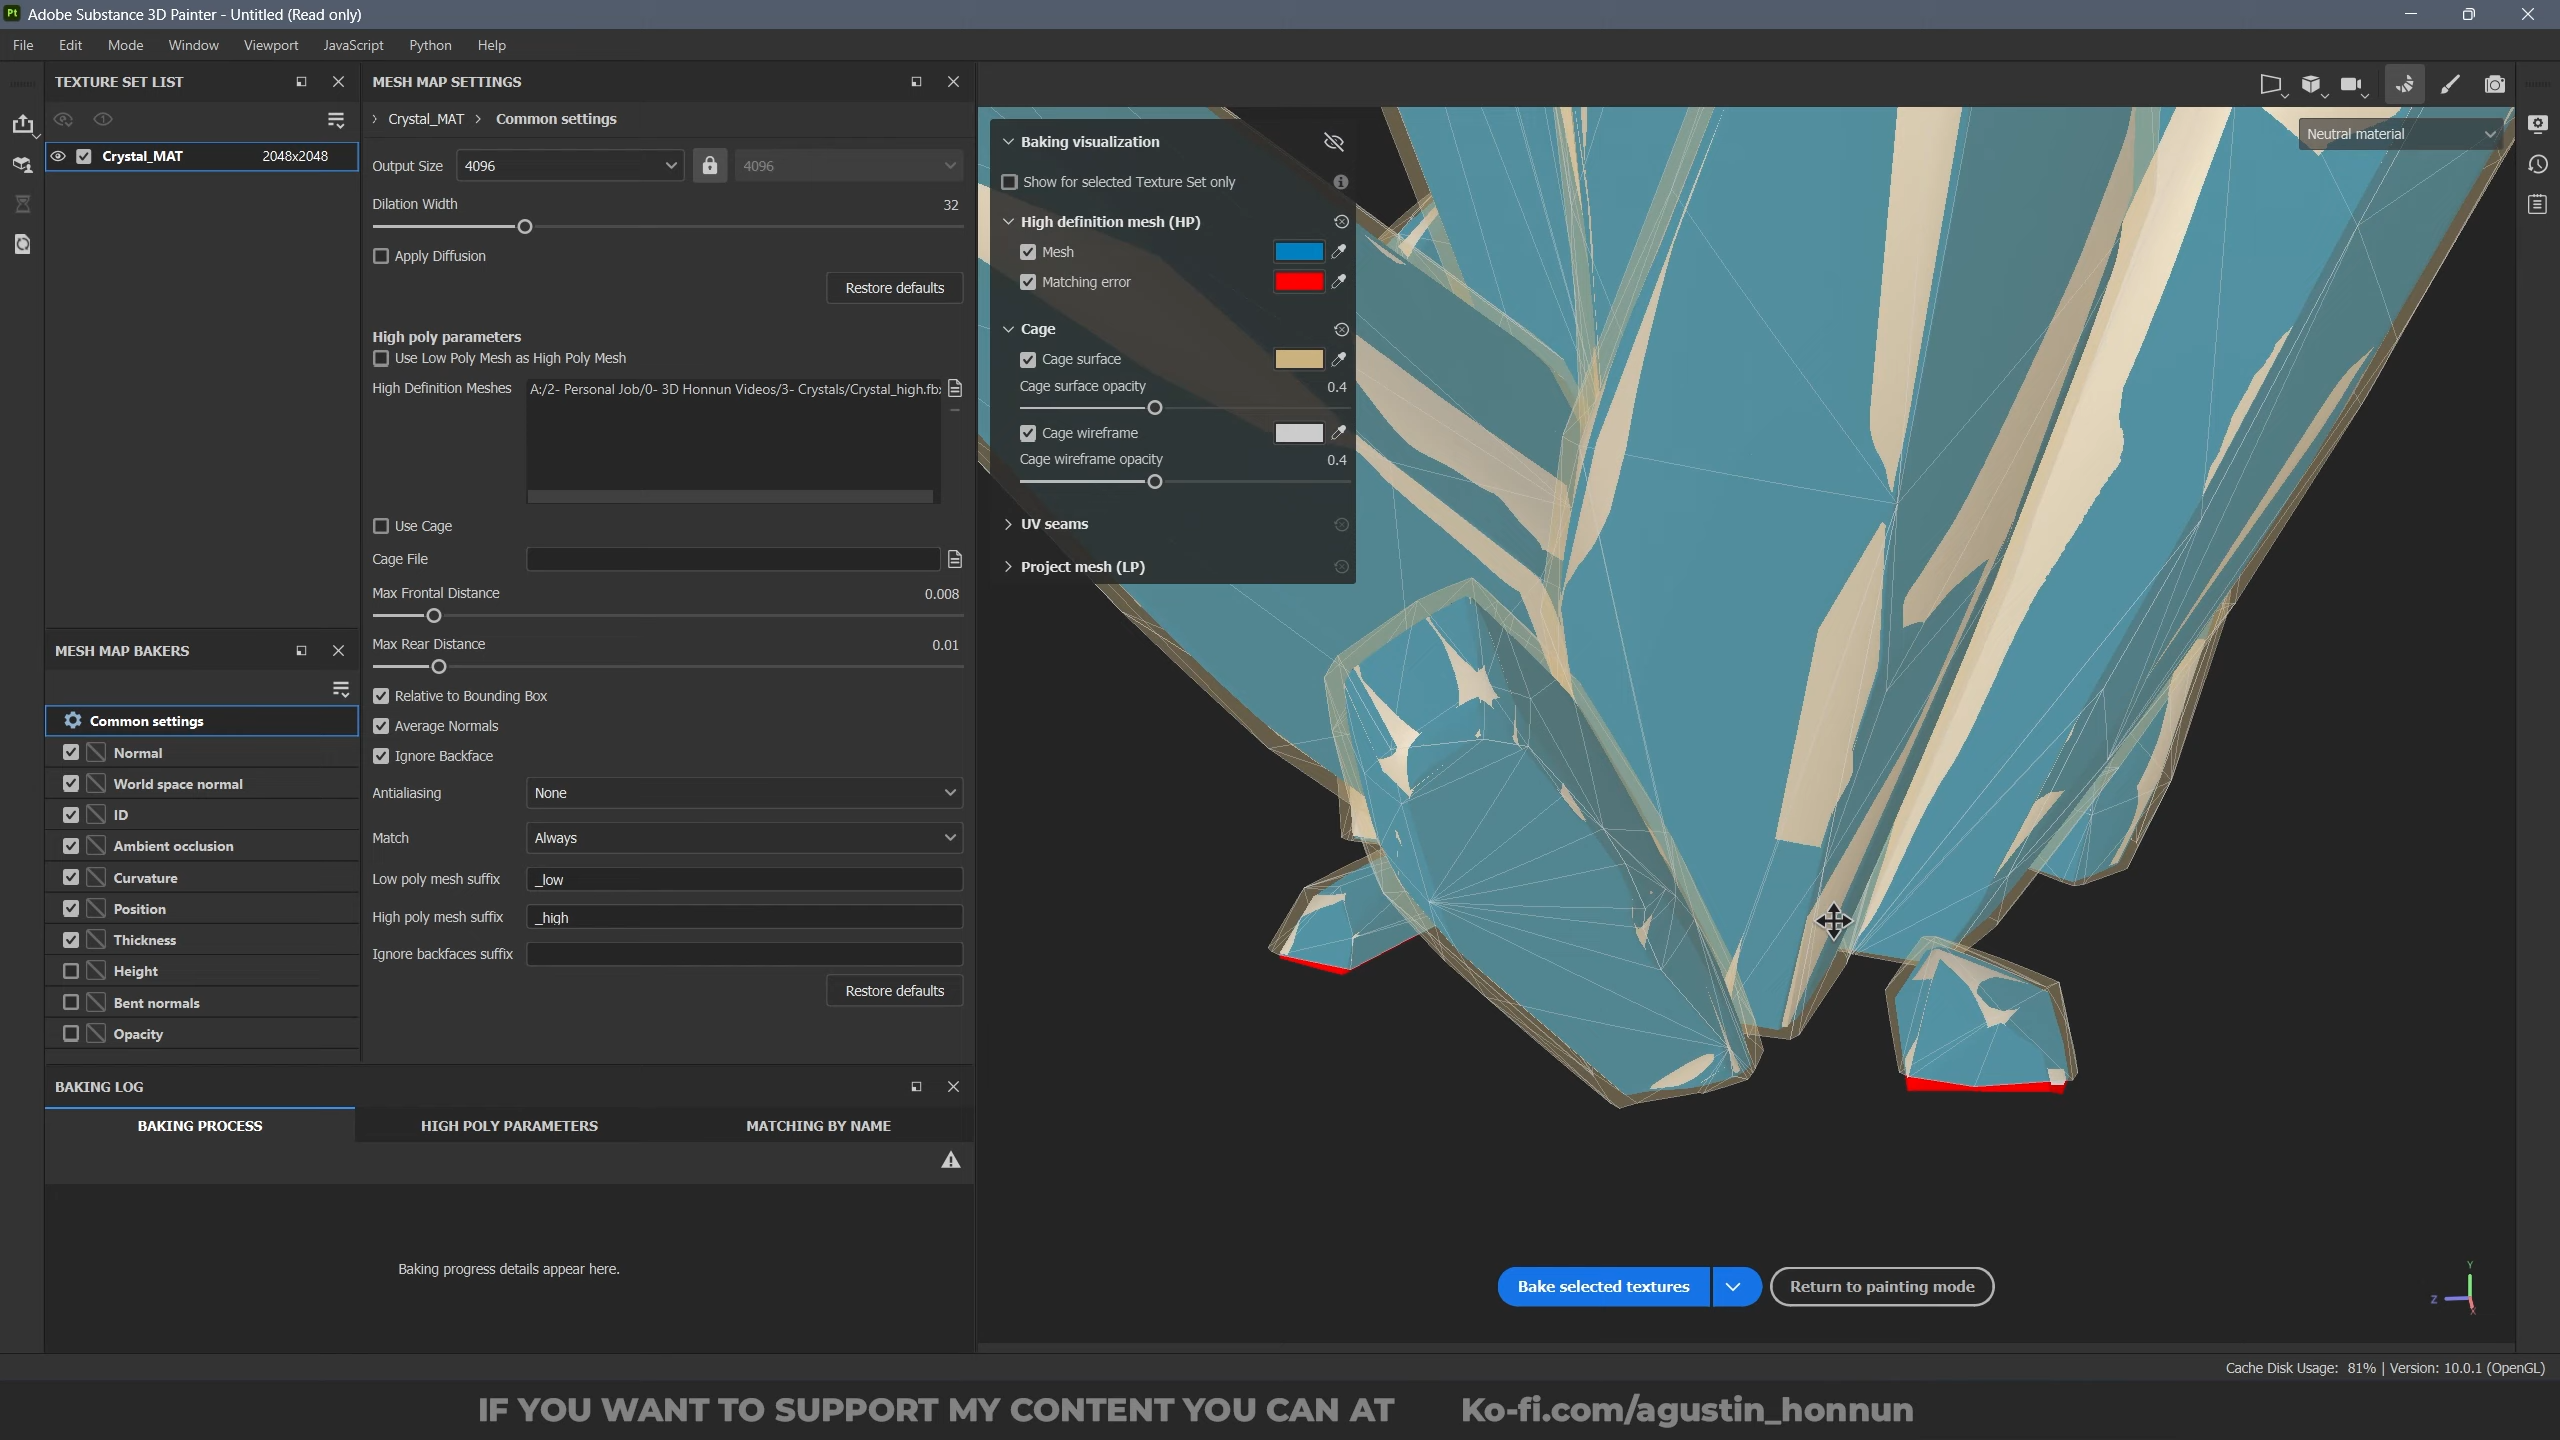 Pt Adobe Substance 3D Painter - Untitled (Read only)
File Edit Mode Window Viewport JavaScript Python Help
TEXTURE SET LIST
Crystal_MAT 2048x2048
MESH MAP SETTINGS
Crystal_MAT > Common settings
Output Size 4096 4096
Dilation Width 32
Apply Diffusion
Restore defaults
High poly parameters
Use Low Poly Mesh as High Poly Mesh
High Definition Meshes A:/2- Personal Job/0- 3D Honnun Videos/3- Crystals/Crystal_high.fb
Use Cage
Cage File
Max Frontal Distance 0.008
Max Rear Distance 0.01
Relative to Bounding Box
Average Normals
Ignore Backface
Antialiasing None
Match Always
Low poly mesh suffix _low
High poly mesh suffix _high
Ignore backfaces suffix
Restore defaults
MESH MAP BAKERS
Common settings
Normal
World space normal
ID
Ambient occlusion
Curvature
Position
Thickness
Height
Bent normals
Opacity
BAKING LOG
BAKING PROCESS HIGH POLY PARAMETERS MATCHING BY NAME
Baking progress details appear here.
Baking visualization
Show for selected Texture Set only
High definition mesh (HP)
Mesh
Matching error
Cage
Cage surface
Cage surface opacity 0.4
Cage wireframe
Cage wireframe opacity 0.4
UV seams
Project mesh (LP)
Neutral material
Bake selected textures
Return to painting mode
Y
Z
X
Cache Disk Usage: 81% | Version: 10.0.1 (OpenGL)
IF YOU WANT TO SUPPORT MY CONTENT YOU CAN AT Ko-fi.com/agustin_honnun